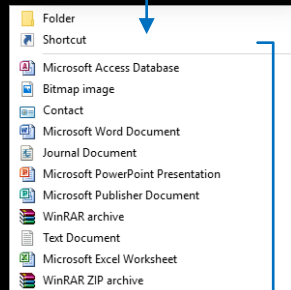 Folder
Shortcut
Microsoft Access Database
Bitmap image
Contact
Microsoft Word Document
Journal Document
Microsoft PowerPoint Presentation
Microsoft Publisher Document
WinRAR archive
Text Document
Microsoft Excel Worksheet
WinRAR ZIP archive